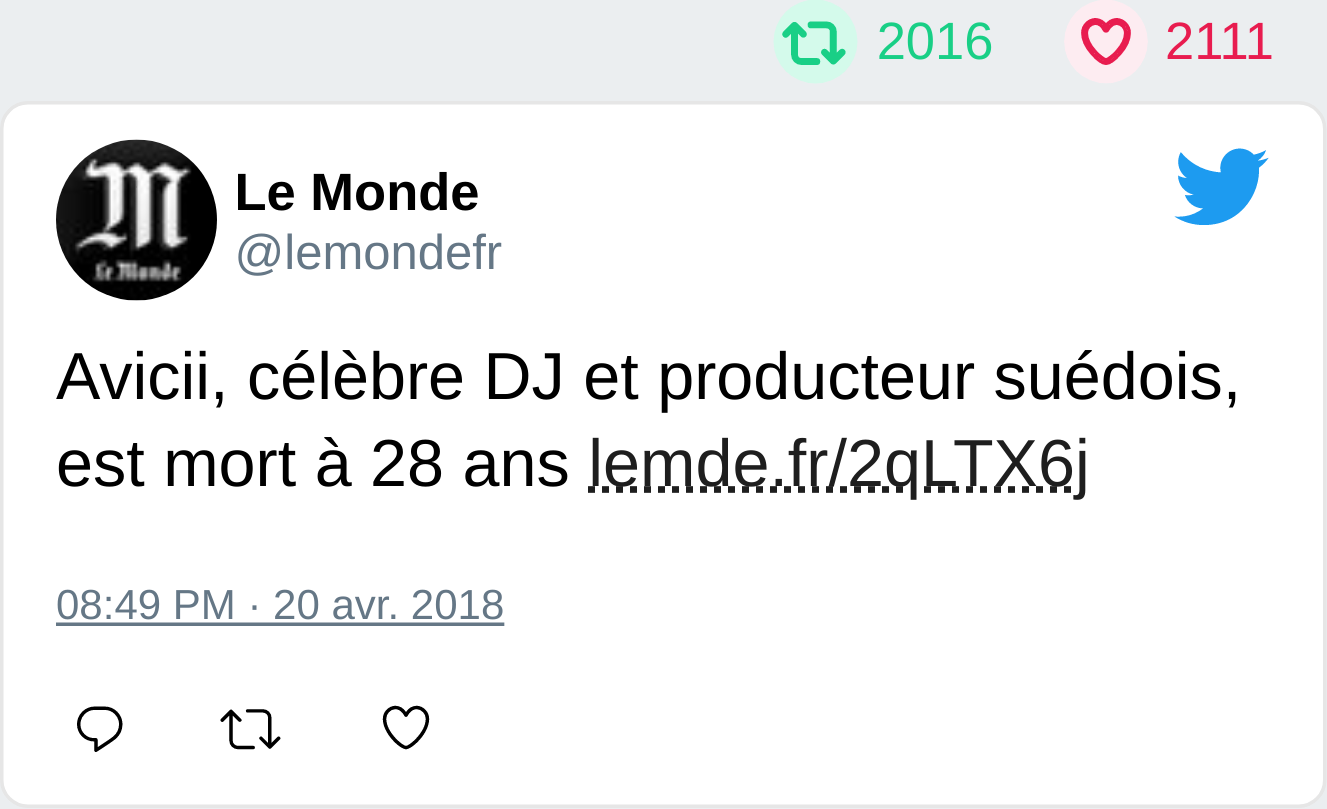 2016 2111
Le Monde
Le Monde
@lemondefr
Avicii, célèbre DJ et producteur suédois,
est mort à 28 ans lemde.fr/2qLTX6j
08:49 PM · 20 avr. 2018